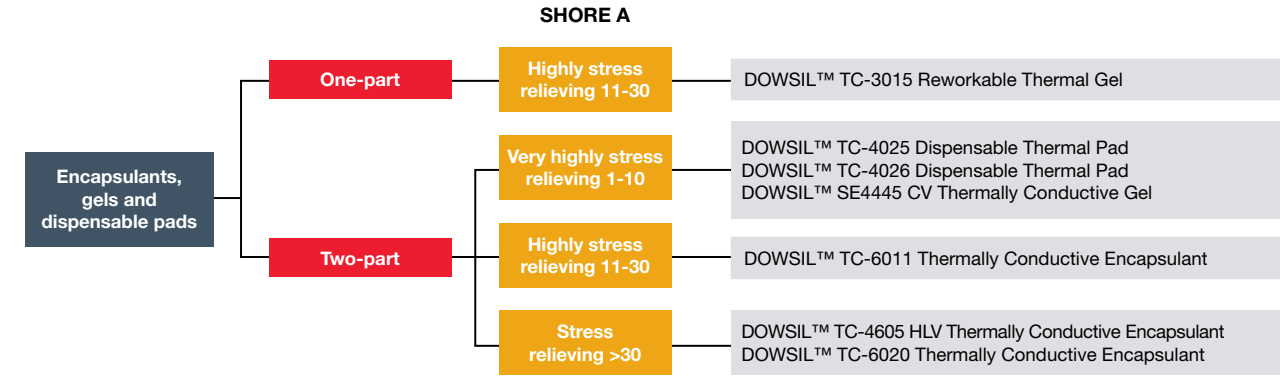 SHORE A
Encapsulants,
gels and
dispensable pads
One-part
Highly stress
relieving 11-30
DOWSIL™ TC-3015 Reworkable Thermal Gel
Two-part
Very highly stress
relieving 1-10
DOWSIL™ TC-4025 Dispensable Thermal Pad
DOWSIL™ TC-4026 Dispensable Thermal Pad
DOWSIL™ SE4445 CV Thermally Conductive Gel
Highly stress
relieving 11-30
DOWSIL™ TC-6011 Thermally Conductive Encapsulant
Stress
relieving >30
DOWSIL™ TC-4605 HLV Thermally Conductive Encapsulant
DOWSIL™ TC-6020 Thermally Conductive Encapsulant